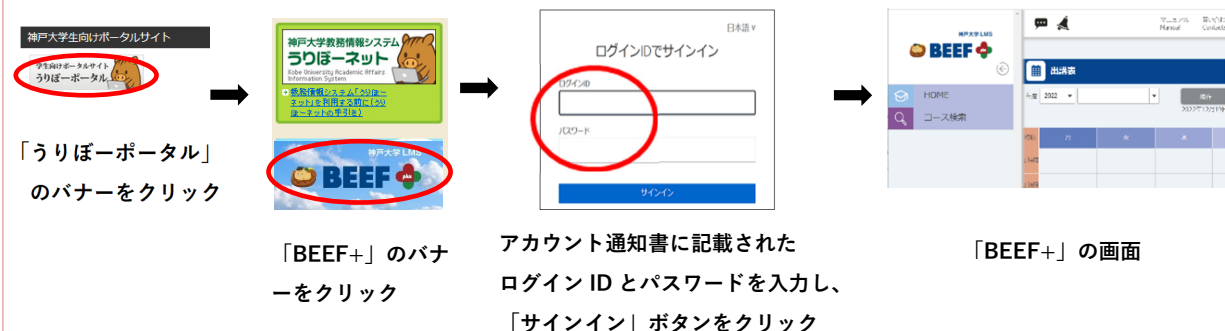 神戸大学生向けポータルサイト
学生向けポータルサイト
うりぼーポータル
「うりぼーポータル」
のバナーをクリック
神戸大学教務情報システム
うりぼーネット
Kobe University Academic Affairs
Information System
教務情報システム「うりぼー
ネット」を利用する前に(うり
ぼーネットの手引き)
神戸大学 LMS
BEEF plus
「BEEF+」のバナ
ーをクリック
日本語
ログインIDでサインイン
ログインID
パスワード
サインイン
アカウント通知書に記載された
ログイン ID とパスワードを入力し、
「サインイン」ボタンをクリック
神戸大学 LMS
BEEF
HOME
コース検索
マニュアル
Manual
Contact
時間割表
年度 2022
月
火
水
「BEEF+」の画面